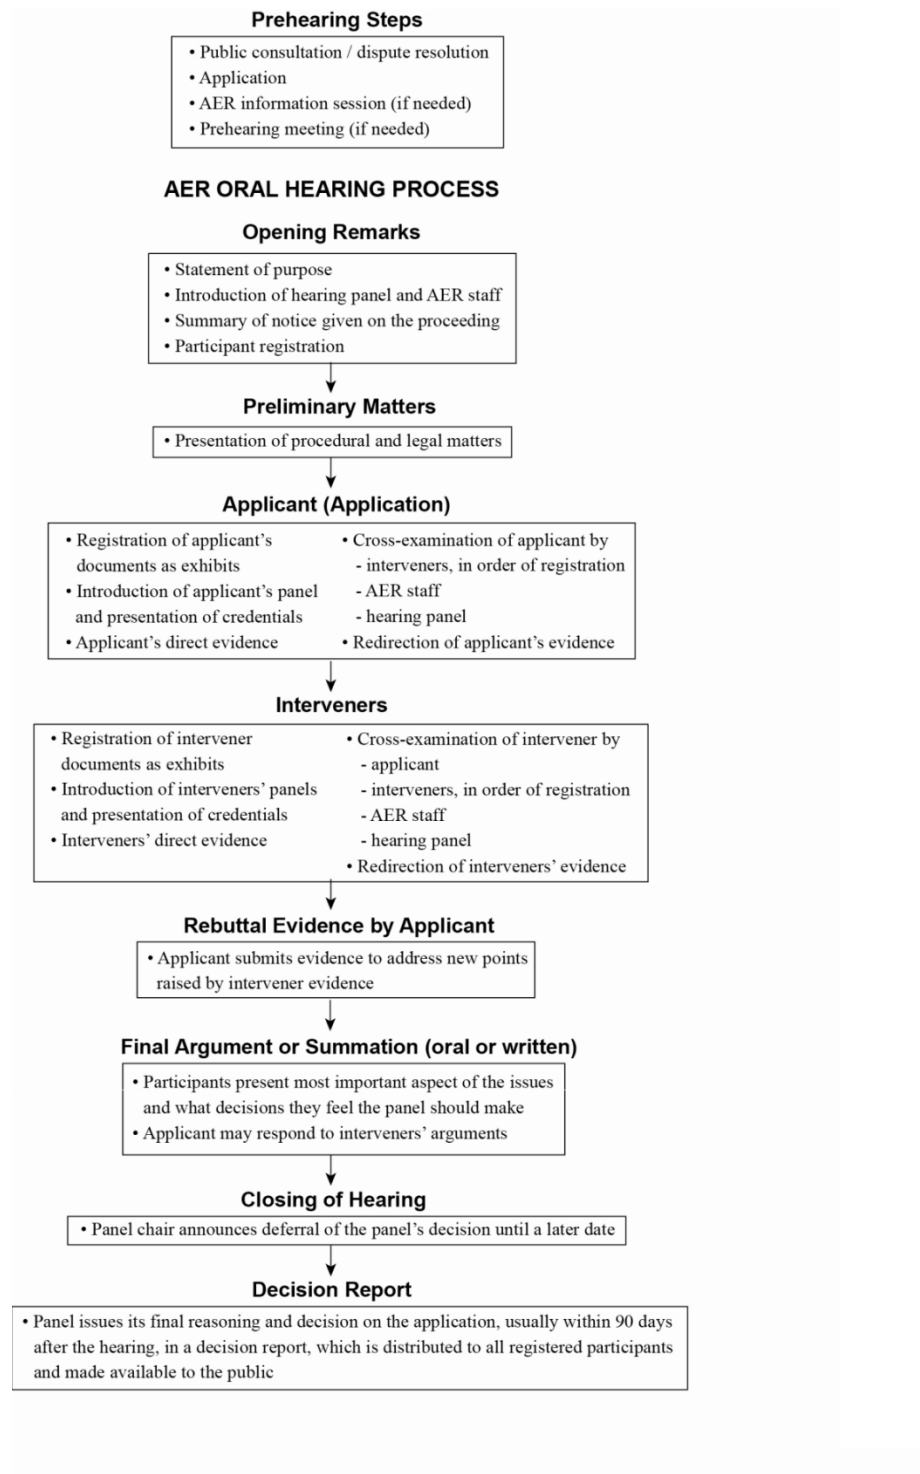 Prehearing Steps
• Public consultation / dispute resolution
• Application
• AER information session (if needed)
• Prehearing meeting (if needed)
AER ORAL HEARING PROCESS
Opening Remarks
• Statement of purpose
• Introduction of hearing panel and AER staff
• Summary of notice given on the proceeding
• Participant registration
Preliminary Matters
• Presentation of procedural and legal matters
Applicant (Application)
• Registration of applicant’s
documents as exhibits
• Introduction of applicant’s panel
and presentation of credentials
• Applicant’s direct evidence
• Cross-examination of applicant by
- interveners, in order of registration
- AER staff
- hearing panel
• Redirection of applicant’s evidence
Interveners
• Registration of intervener
documents as exhibits
• Introduction of interveners’ panels
and presentation of credentials
• Interveners’ direct evidence
• Cross-examination of intervener by
- applicant
- interveners, in order of registration
- AER staff
- hearing panel
• Redirection of interveners’ evidence
Rebuttal Evidence by Applicant
• Applicant submits evidence to address new points
raised by intervener evidence
Final Argument or Summation (oral or written)
• Participants present most important aspect of the issues
and what decisions they feel the panel should make
• Applicant may respond to interveners’ arguments
Closing of Hearing
• Panel chair announces deferral of the panel’s decision until a later date
Decision Report
• Panel issues its final reasoning and decision on the application, usually within 90 days
after the hearing, in a decision report, which is distributed to all registered participants
and made available to the public